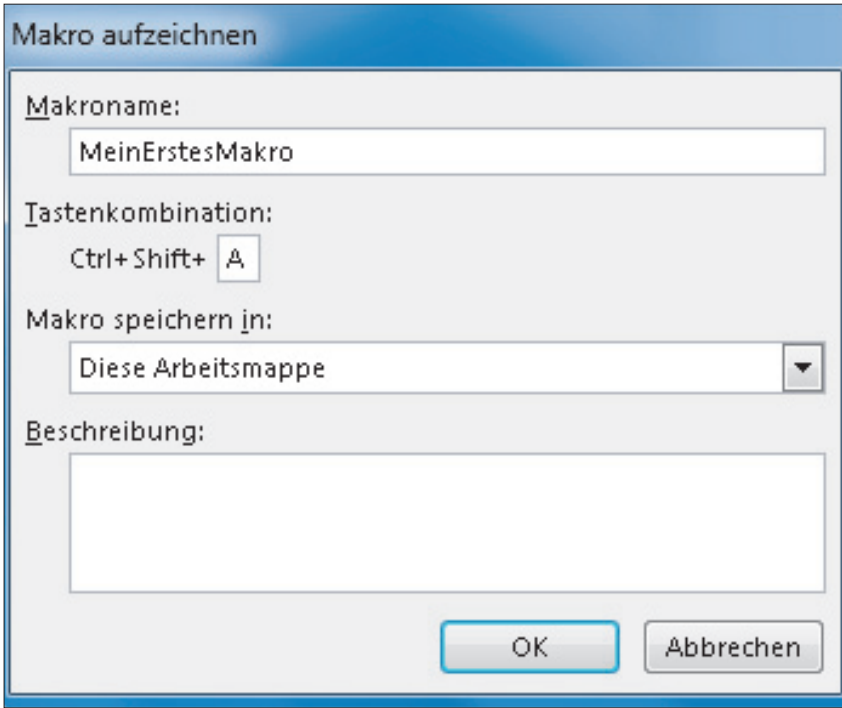 Makro aufzeichnen
Makroname:
MeinErstesMakro
Tastenkombination:
Ctrl+ Shift+ A
Makro speichern in:
Diese Arbeitsmappe
Beschreibung:
OK Abbrechen